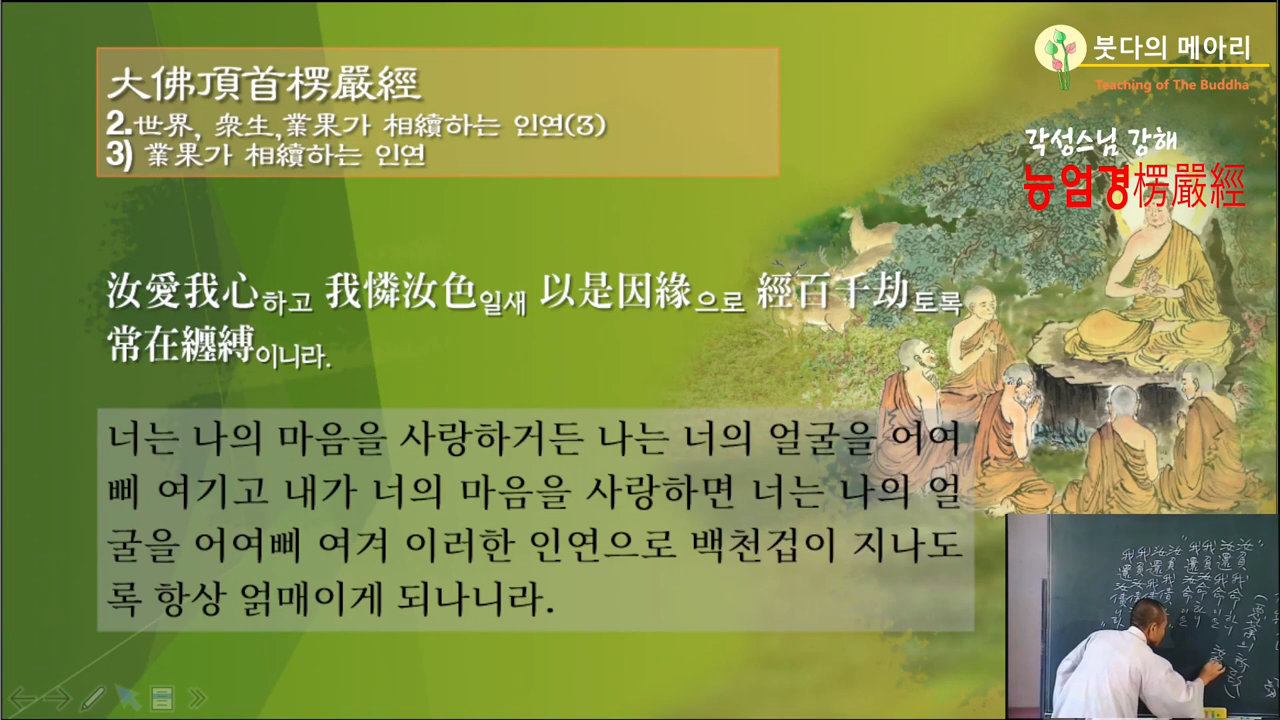 大佛頂首楞嚴經
2.世界, 衆生,業果가 相續하는 인연(3)
3) 業果가 相續하는 인연
붓다의 메아리
Teaching of The Buddha
각성스님 강해
능엄경楞嚴經
汝愛我心하고 我憐汝色일새 以是因緣으로 經百千劫토록
常在纏縛이니라.
너는 나의 마음을 사랑하거든 나는 너의 얼굴을 어여
삐 여기고 내가 너의 마음을 사랑하면 너는 나의 얼
굴을 어여삐 여겨 이러한 인연으로 백천겁이 지나도
록 항상 얽매이게 되나니라.